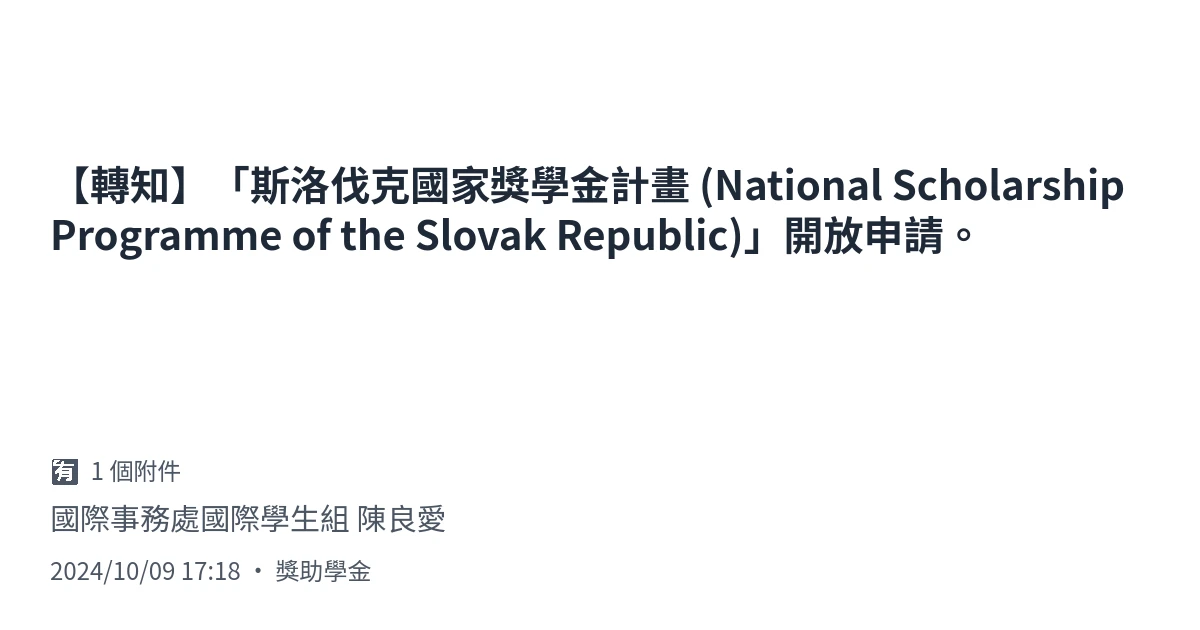 【轉知】「斯洛伐克國家獎學金計畫 (National Scholarship
Programme of the Slovak Republic)」開放申請。
🈶 1 個附件
國際事務處國際學生組 陳良愛
2024/10/09 17:18 • 獎助學金